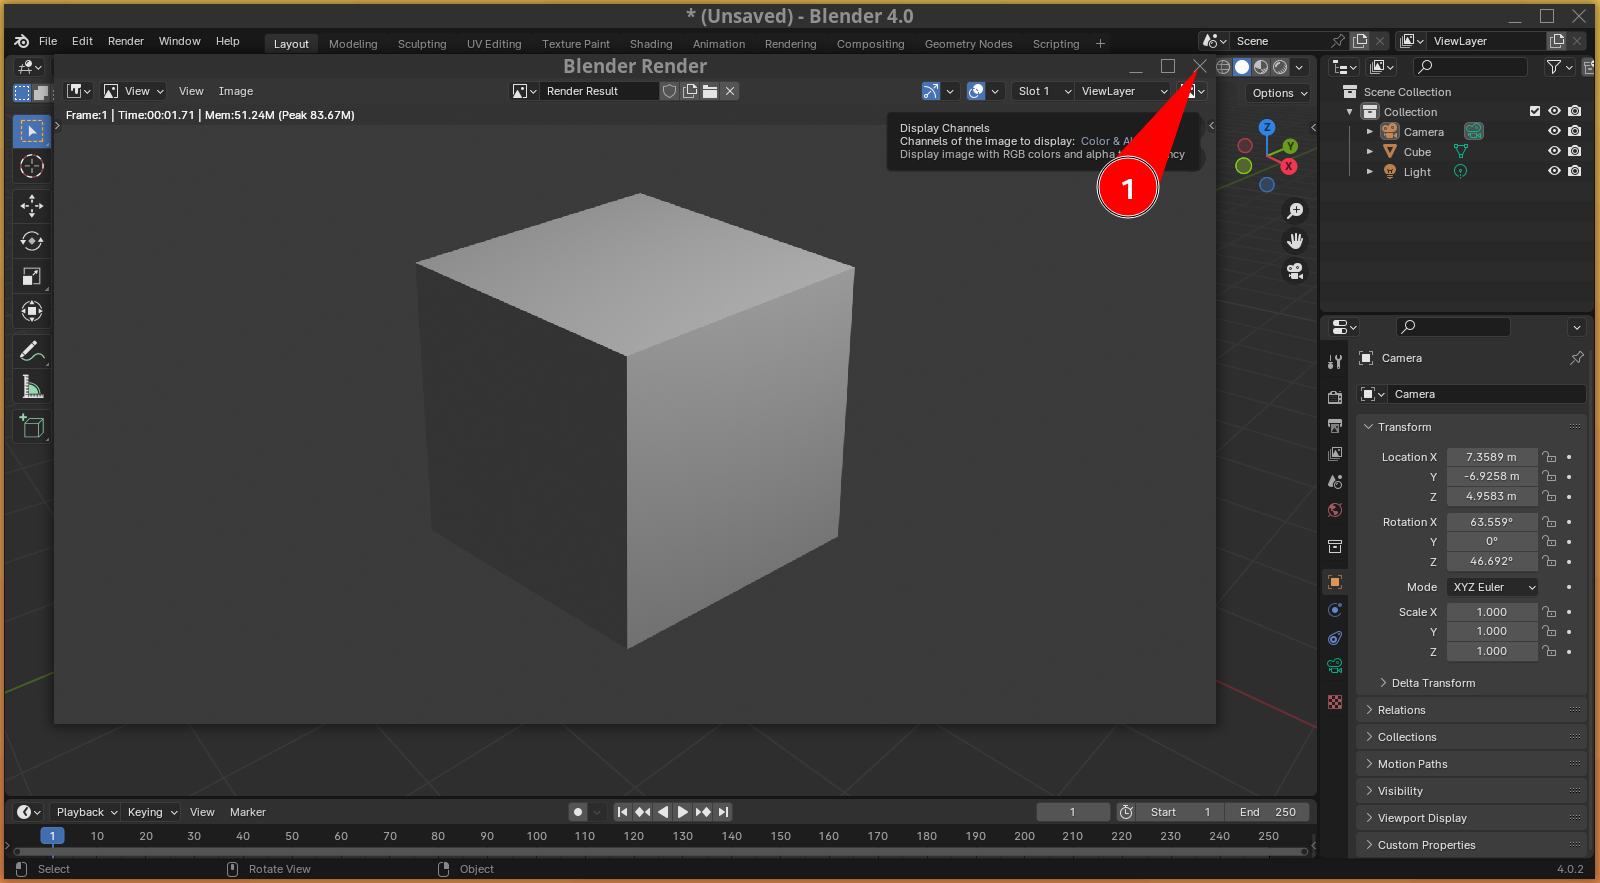 * (Unsaved) - Blender 4.0
File Edit Render Window Help Layout Modeling Sculpting UV Editing Texture Paint Shading Animation Rendering Compositing Geometry Nodes Scripting + Scene ViewLayer
Blender Render
View View Image Render Result Slot 1 ViewLayer Options
Frame:1 | Time:00:01.71 | Mem:51.24M (Peak 83.67M)
Display Channels
Channels of the image to display: Color &
Display image with RGB colors and alpha
1
Z
Y
X
Scene Collection
Collection
Camera
Cube
Light
Camera
Camera
Transform
Location X 7.3589 m
Y -6.9258 m
Z 4.9583 m
Rotation X 63.559°
Y 0°
Z 46.692°
Mode XYZ Euler
Scale X 1.000
Y 1.000
Z 1.000
Delta Transform
Relations
Collections
Motion Paths
Visibility
Viewport Display
Custom Properties
Playback Keying View Marker 1 Start 1 End 250
1 10 20 30 40 50 60 70 80 90 100 110 120 130 140 150 160 170 180 190 200 210 220 230 240 250
Select Rotate View Object 4.0.2